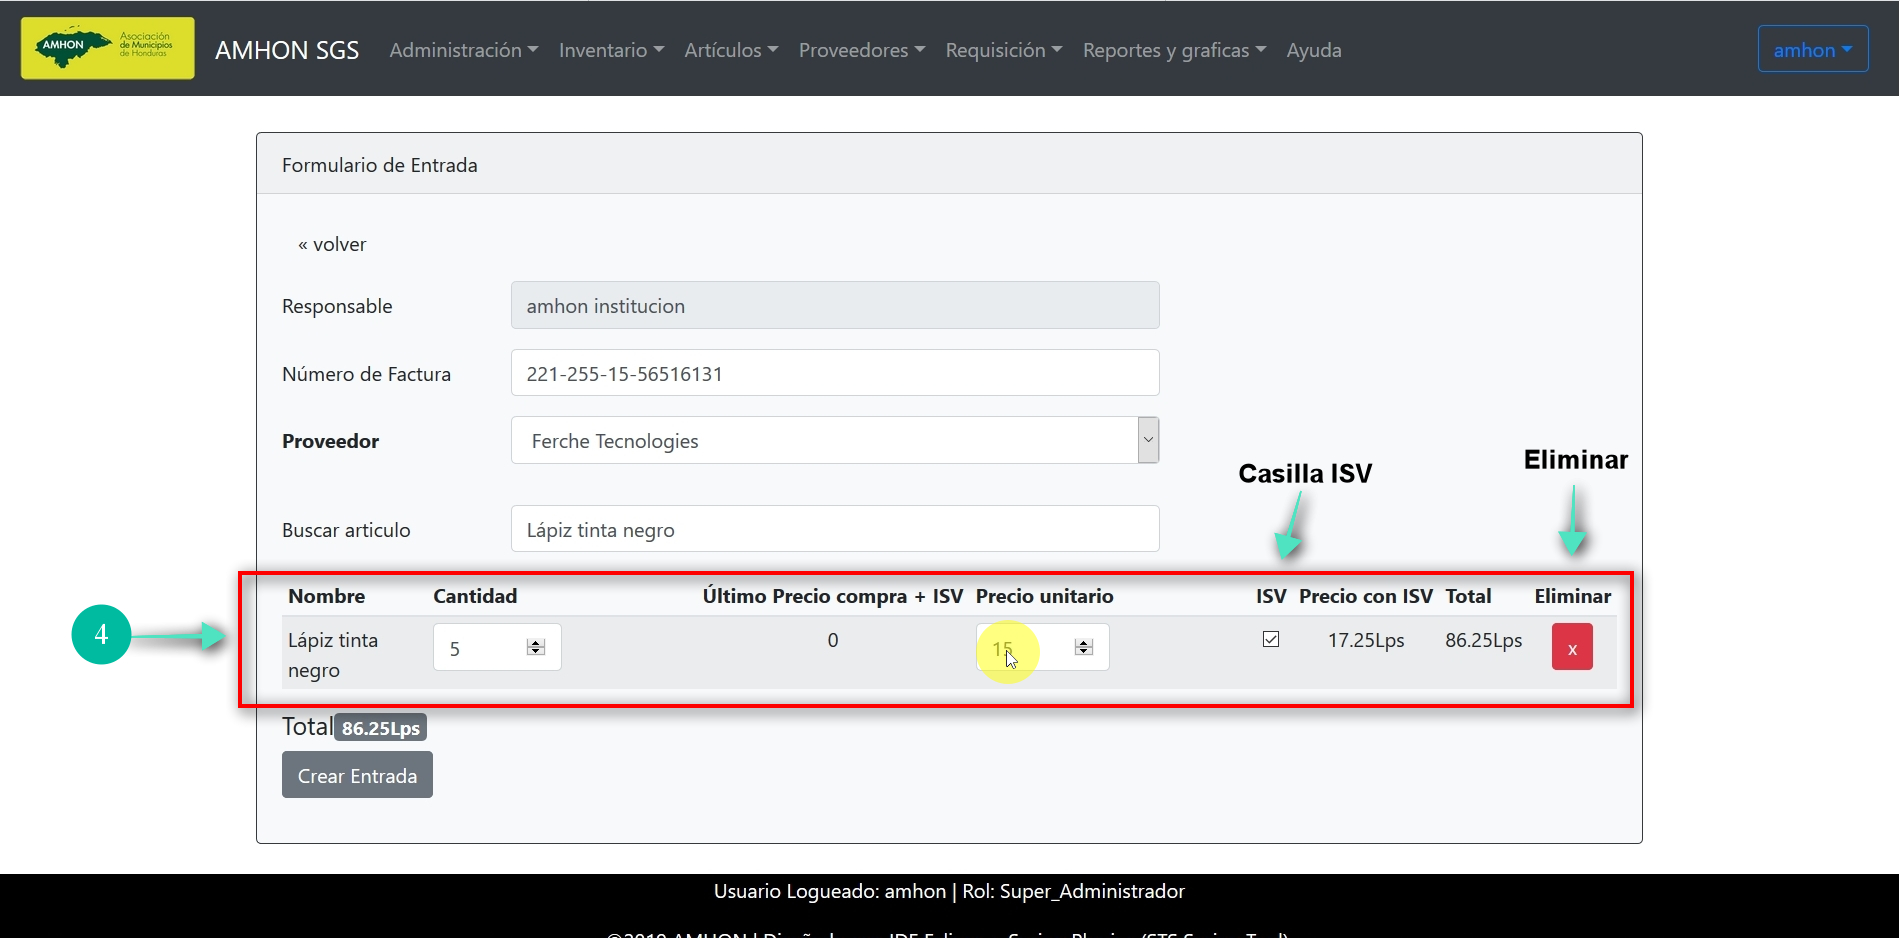 AMHON
Asociación
de Municipios
de Honduras
AMHON SGS
Administración
Inventario
Artículos
Proveedores
Requisición
Reportes y graficas
Ayuda
amhon
Formulario de Entrada
« volver
Responsable
amhon institucion
Número de Factura
221-255-15-56516131
Proveedor
Ferche Tecnologies
Casilla ISV
Eliminar
Buscar articulo
Lápiz tinta negro
Nombre Cantidad Último Precio compra + ISV Precio unitario ISV Precio con ISV Total Eliminar
4
Lápiz tinta
negro
5
0
15
17.25Lps
86.25Lps
x
Total 86.25Lps
Crear Entrada
Usuario Logueado: amhon | Rol: Super_Administrador
©2019 AMHON |